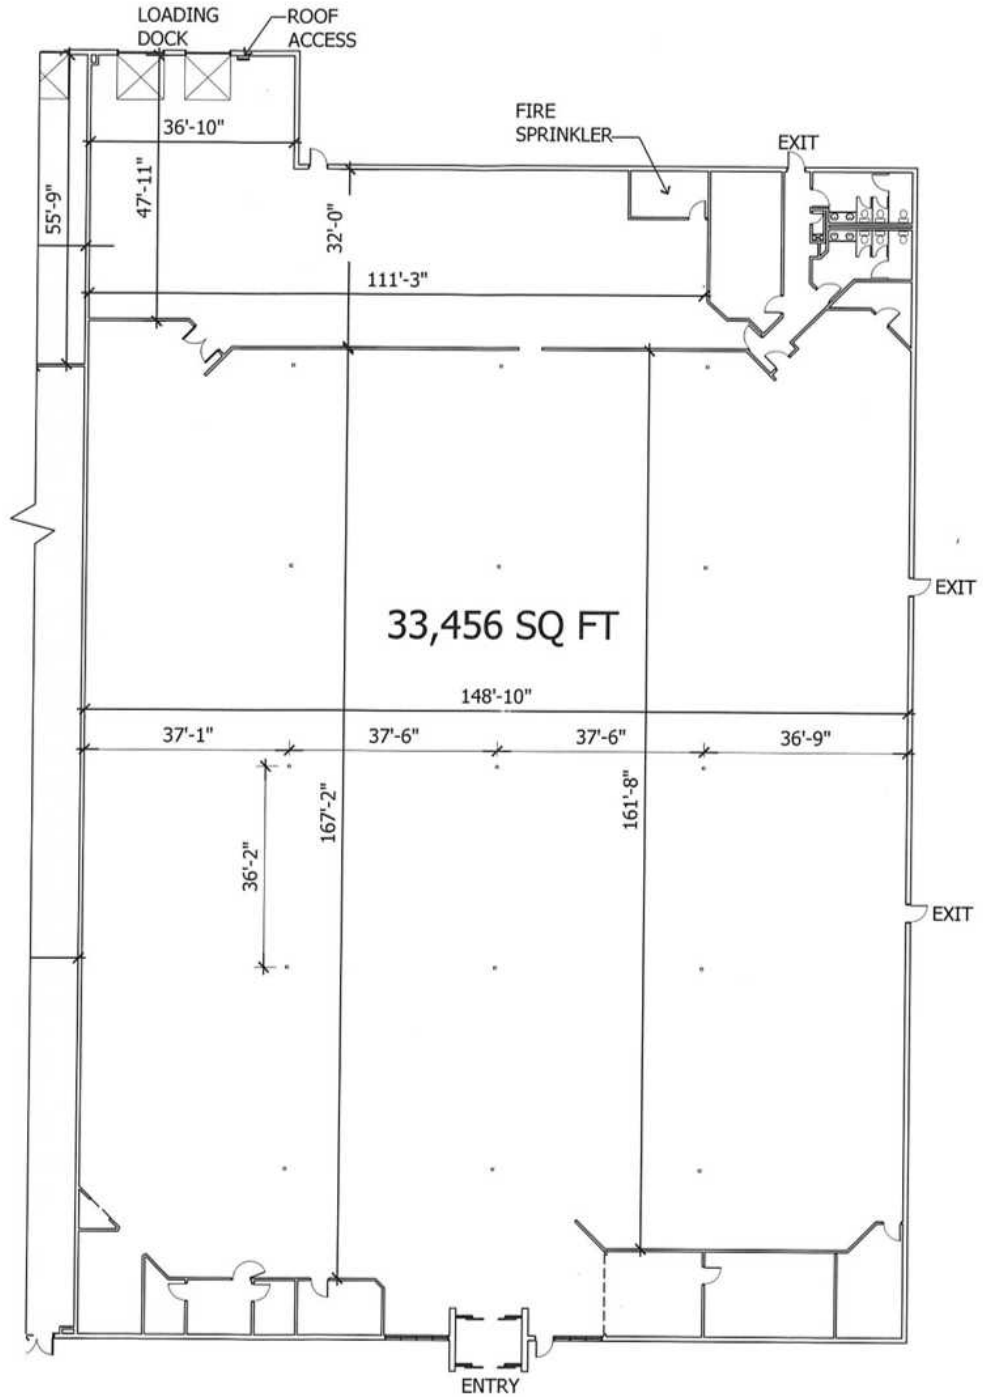 LOADING
DOCK
ROOF
ACCESS
36'-10"
FIRE
SPRINKLER
EXIT
55'-9"
47'-11"
32'-0"
111'-3"
EXIT
33,456 SQ FT
148'-10"
37'-1"
37'-6"
37'-6"
36'-9"
36'-2"
167'-2"
161'-8"
EXIT
ENTRY